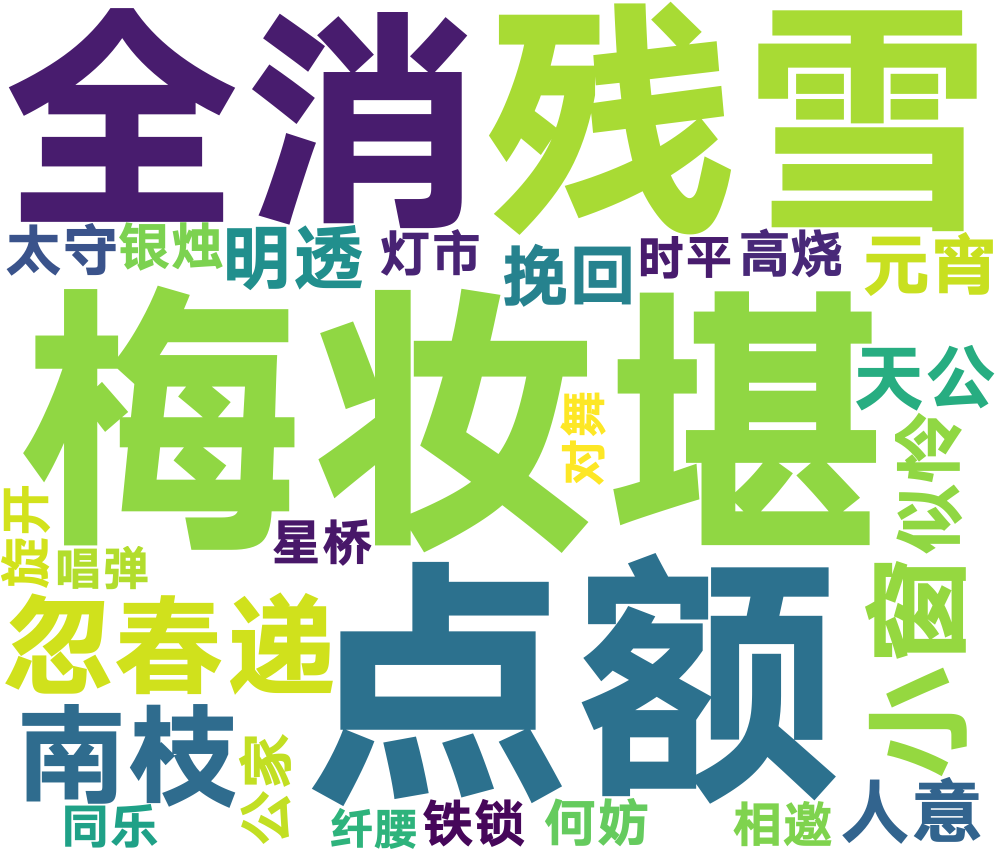 全消
残雪
太守
银烛
明透
灯市
挽回
时平
高烧
元宵
梅妆堪
天公
对舞
似怜
旋开
星桥
唱弹
小窗
忽春递
点额
南枝
公家
同乐
纤腰
铁锁
何妨
相邀
人意